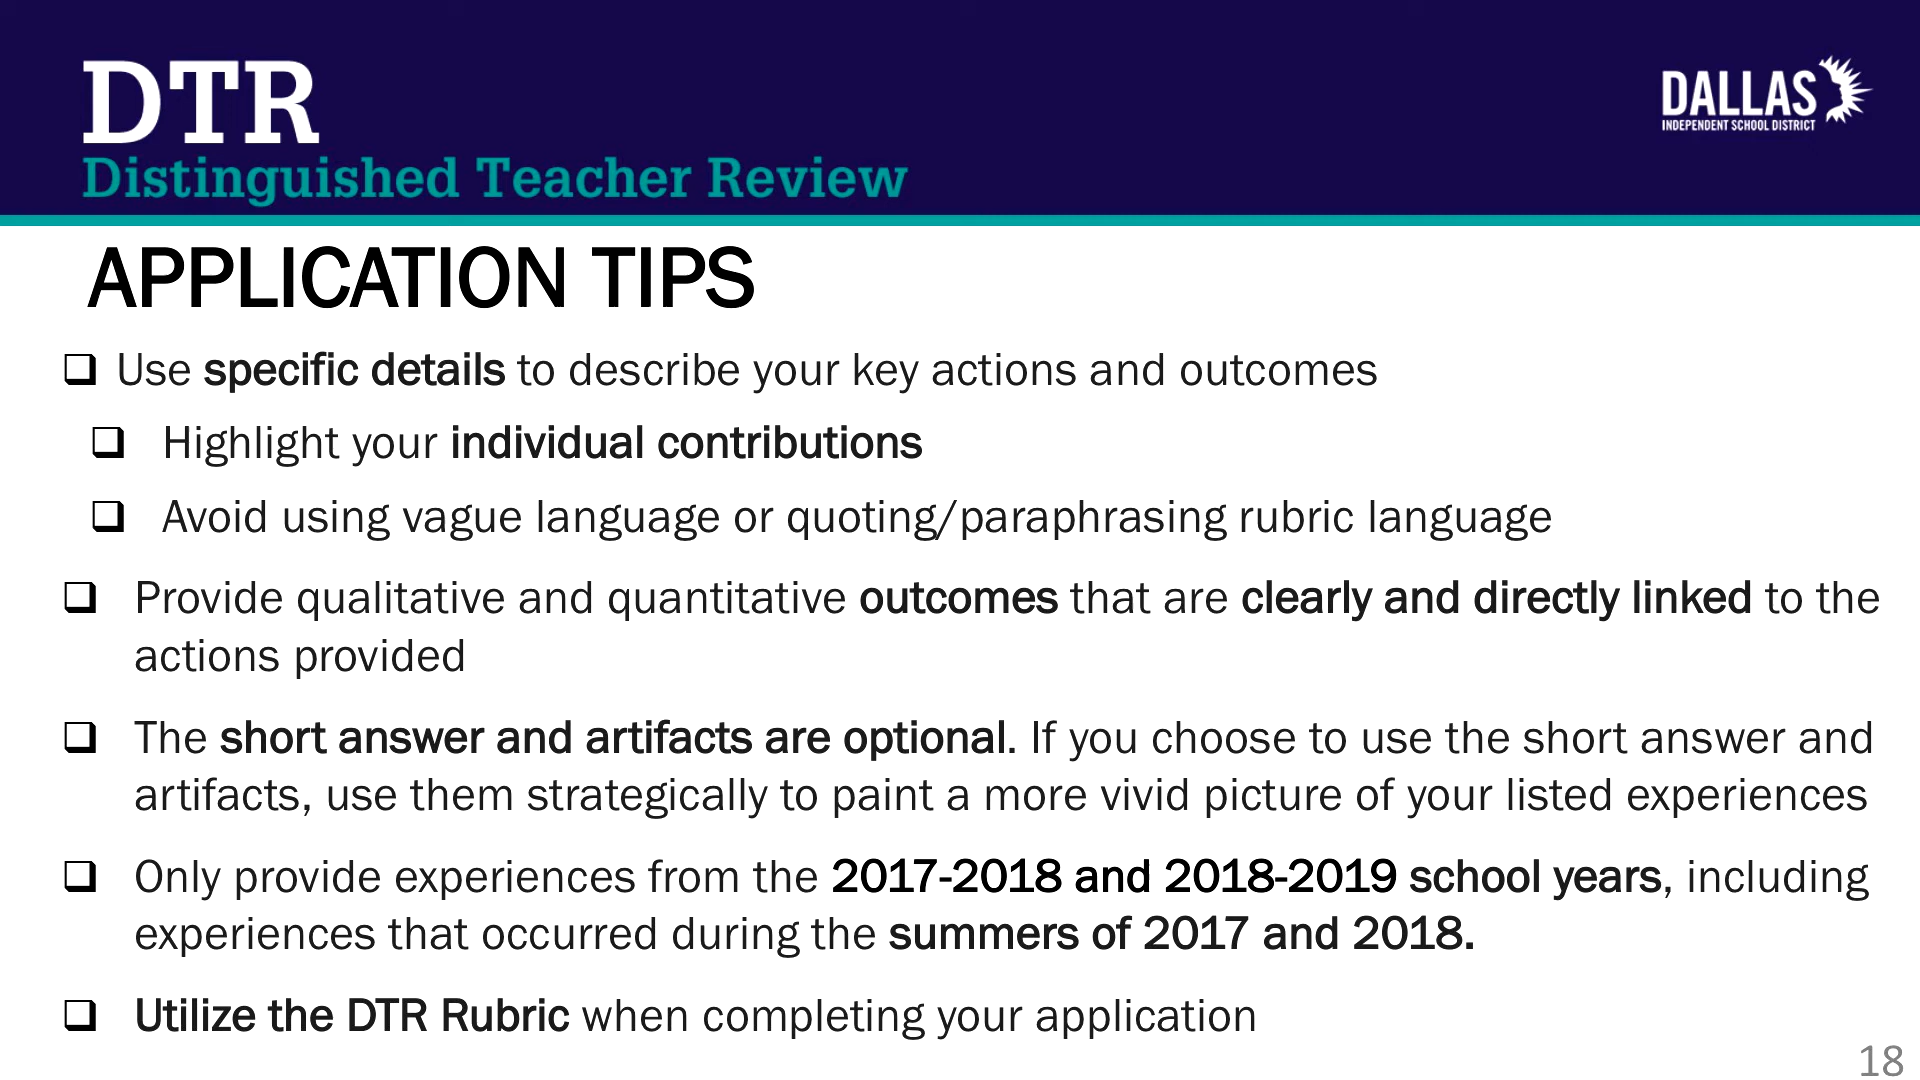 DTR
Distinguished Teacher Review
DALLAS
INDEPENDENT SCHOOL DISTRICT
APPLICATION TIPS
Use specific details to describe your key actions and outcomes
Highlight your individual contributions
Avoid using vague language or quoting/paraphrasing rubric language
Provide qualitative and quantitative outcomes that are clearly and directly linked to the
actions provided
The short answer and artifacts are optional. If you choose to use the short answer and
artifacts, use them strategically to paint a more vivid picture of your listed experiences
Only provide experiences from the 2017-2018 and 2018-2019 school years, including
experiences that occurred during the summers of 2017 and 2018.
Utilize the DTR Rubric when completing your application
18